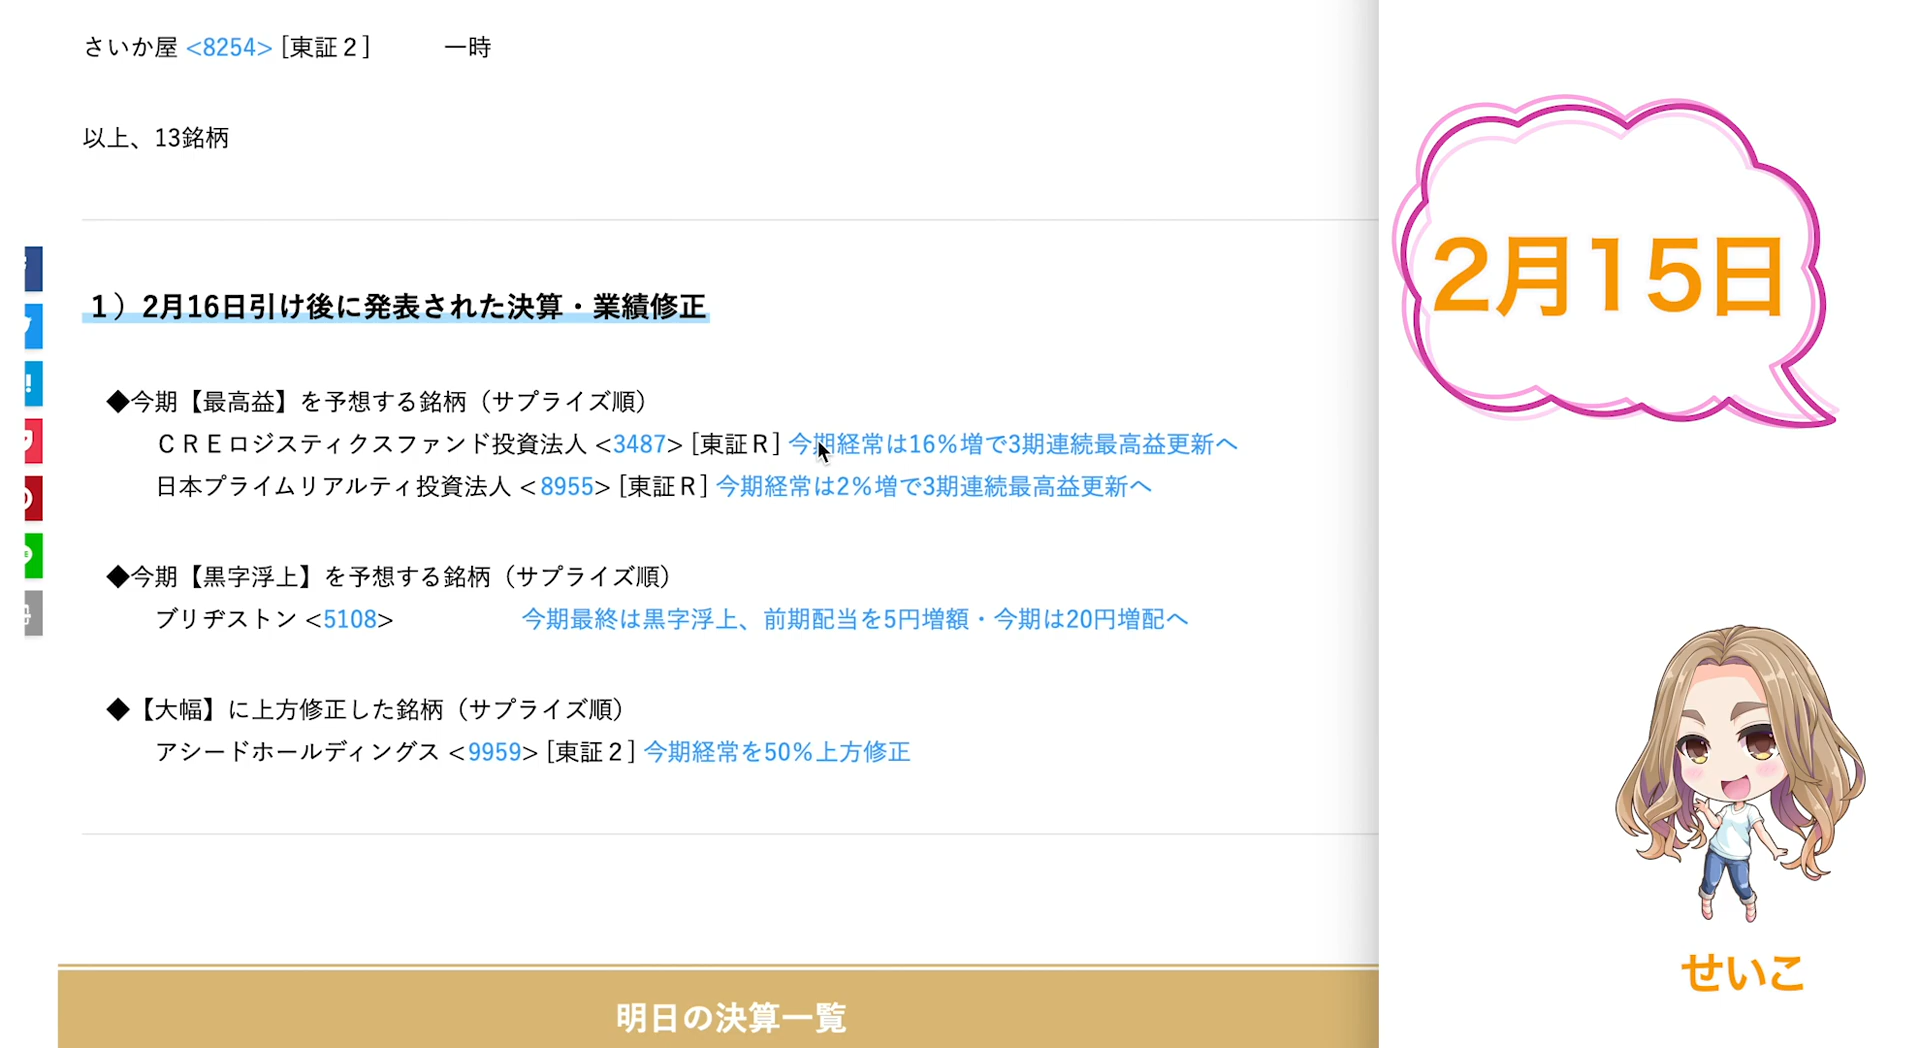 さいか屋 <8254> [東証２] 一時
以上、13銘柄
１）2月16日引け後に発表された決算・業績修正
◆今期【最高益】を予想する銘柄（サプライズ順）
ＣＲＥロジスティクスファンド投資法人 <3487> [東証Ｒ] 今期経常は16%増で3期連続最高益更新へ
日本プライムリアルティ投資法人 <8955> [東証Ｒ] 今期経常は2%増で3期連続最高益更新へ
◆今期【黒字浮上】を予想する銘柄（サプライズ順）
ブリヂストン <5108> 今期最終は黒字浮上、前期配当を5円増額・今期は20円増配へ
◆【大幅】に上方修正した銘柄（サプライズ順）
アシードホールディングス <9959> [東証２] 今期経常を50%上方修正
明日の決算一覧
2月15日
せいこ